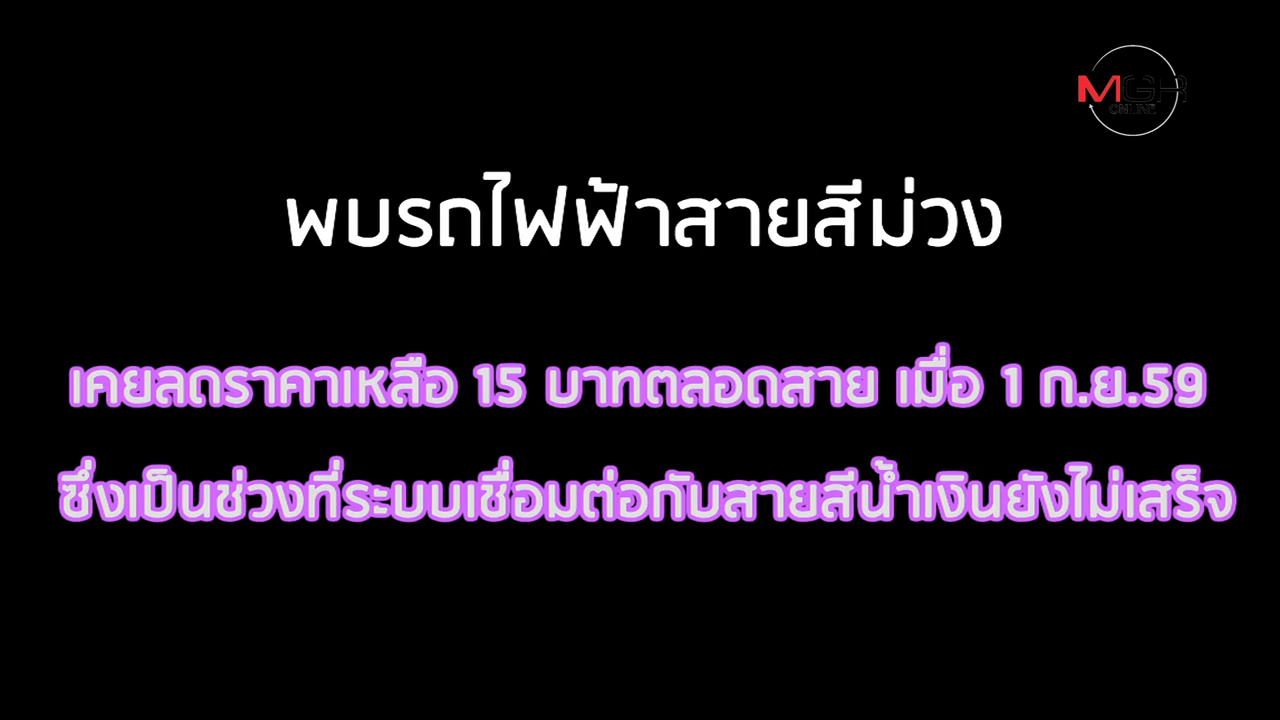 MGR
ONLINE
พบรถไฟฟ้าสายสีม่วง
เคยลดราคาเหลือ 15 บาทตลอดสาย เมื่อ 1 ก.ย.59
ซึ่งเป็นช่วงที่ระบบเชื่อมต่อกับสายสีน้ำเงินยังไม่เสร็จ